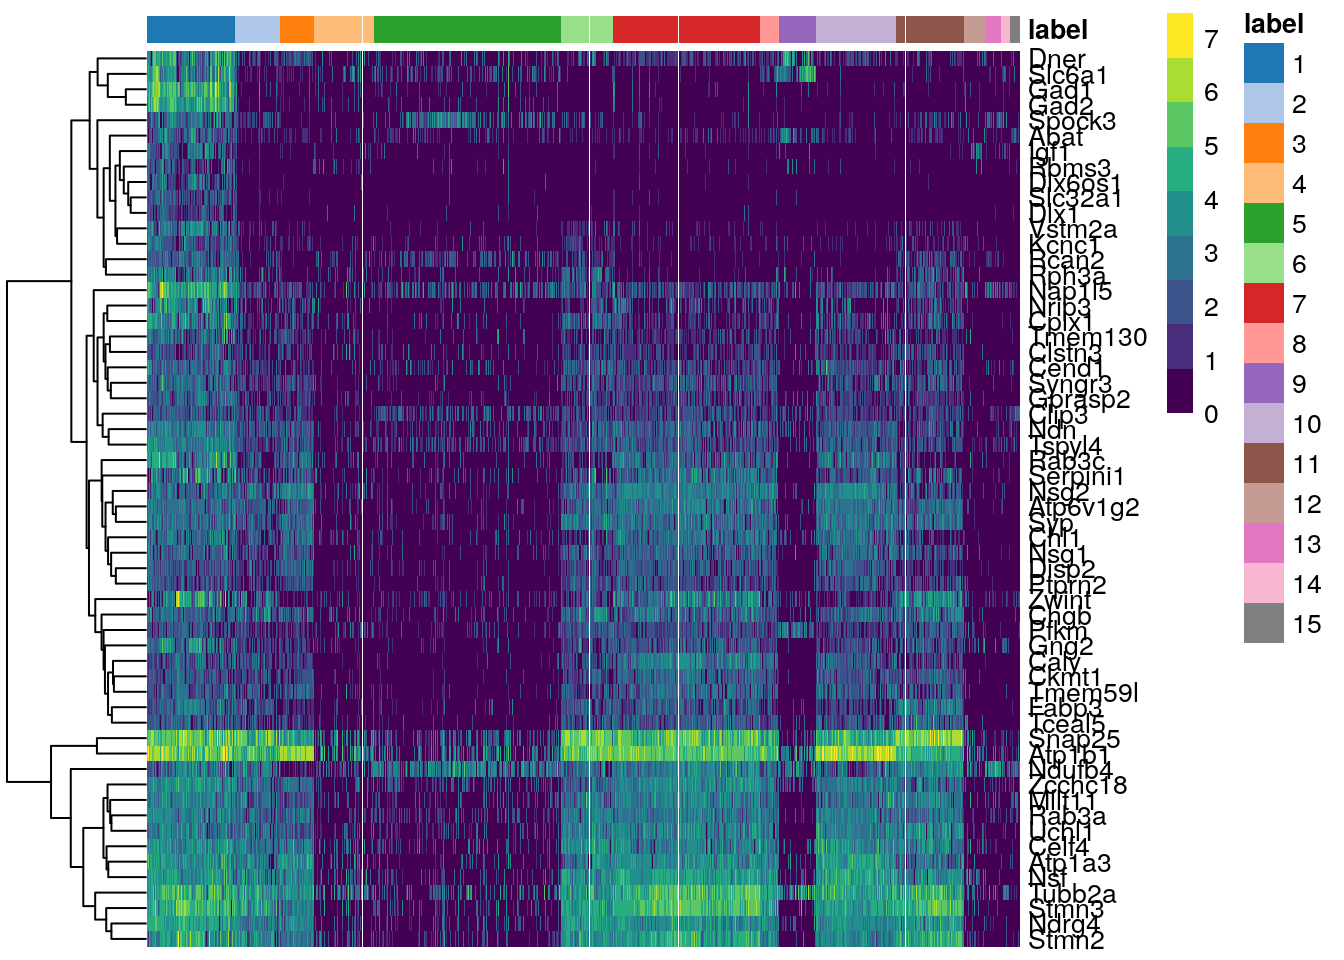 label
Dner
Slc6a1
Gad1
Gad2
Spock3
Abat
Igf1
Rbms3
Dlx6os1
Slc32a1
Dlx1
Vstm2a
Kcnc1
Rcan2
Rph3a
Nap1l5
Nrip3
Cplx1
Tmem130
Clstn3
Cend1
Syngr3
Gprasp2
Clip3
Ndn
Tspyl4
Rab3c
Serpini1
Nsg2
Atp6v1g2
Syp
Chl1
Nsg1
Disp2
Ptprn2
Zwint
Chgb
Pfkm
Gng2
Caly
Ckmt1
Tmem59l
Fabp3
Tceal5
Snap25
Atp1b1
Ndufb4
Zcchc18
Mllt11
Rab3a
Uchl1
Celf4
Atp1a3
Nsf
Tubb2a
Stmn3
Ndrg4
Stmn2
7
6
5
4
3
2
1
0
label
1
2
3
4
5
6
7
8
9
10
11
12
13
14
15